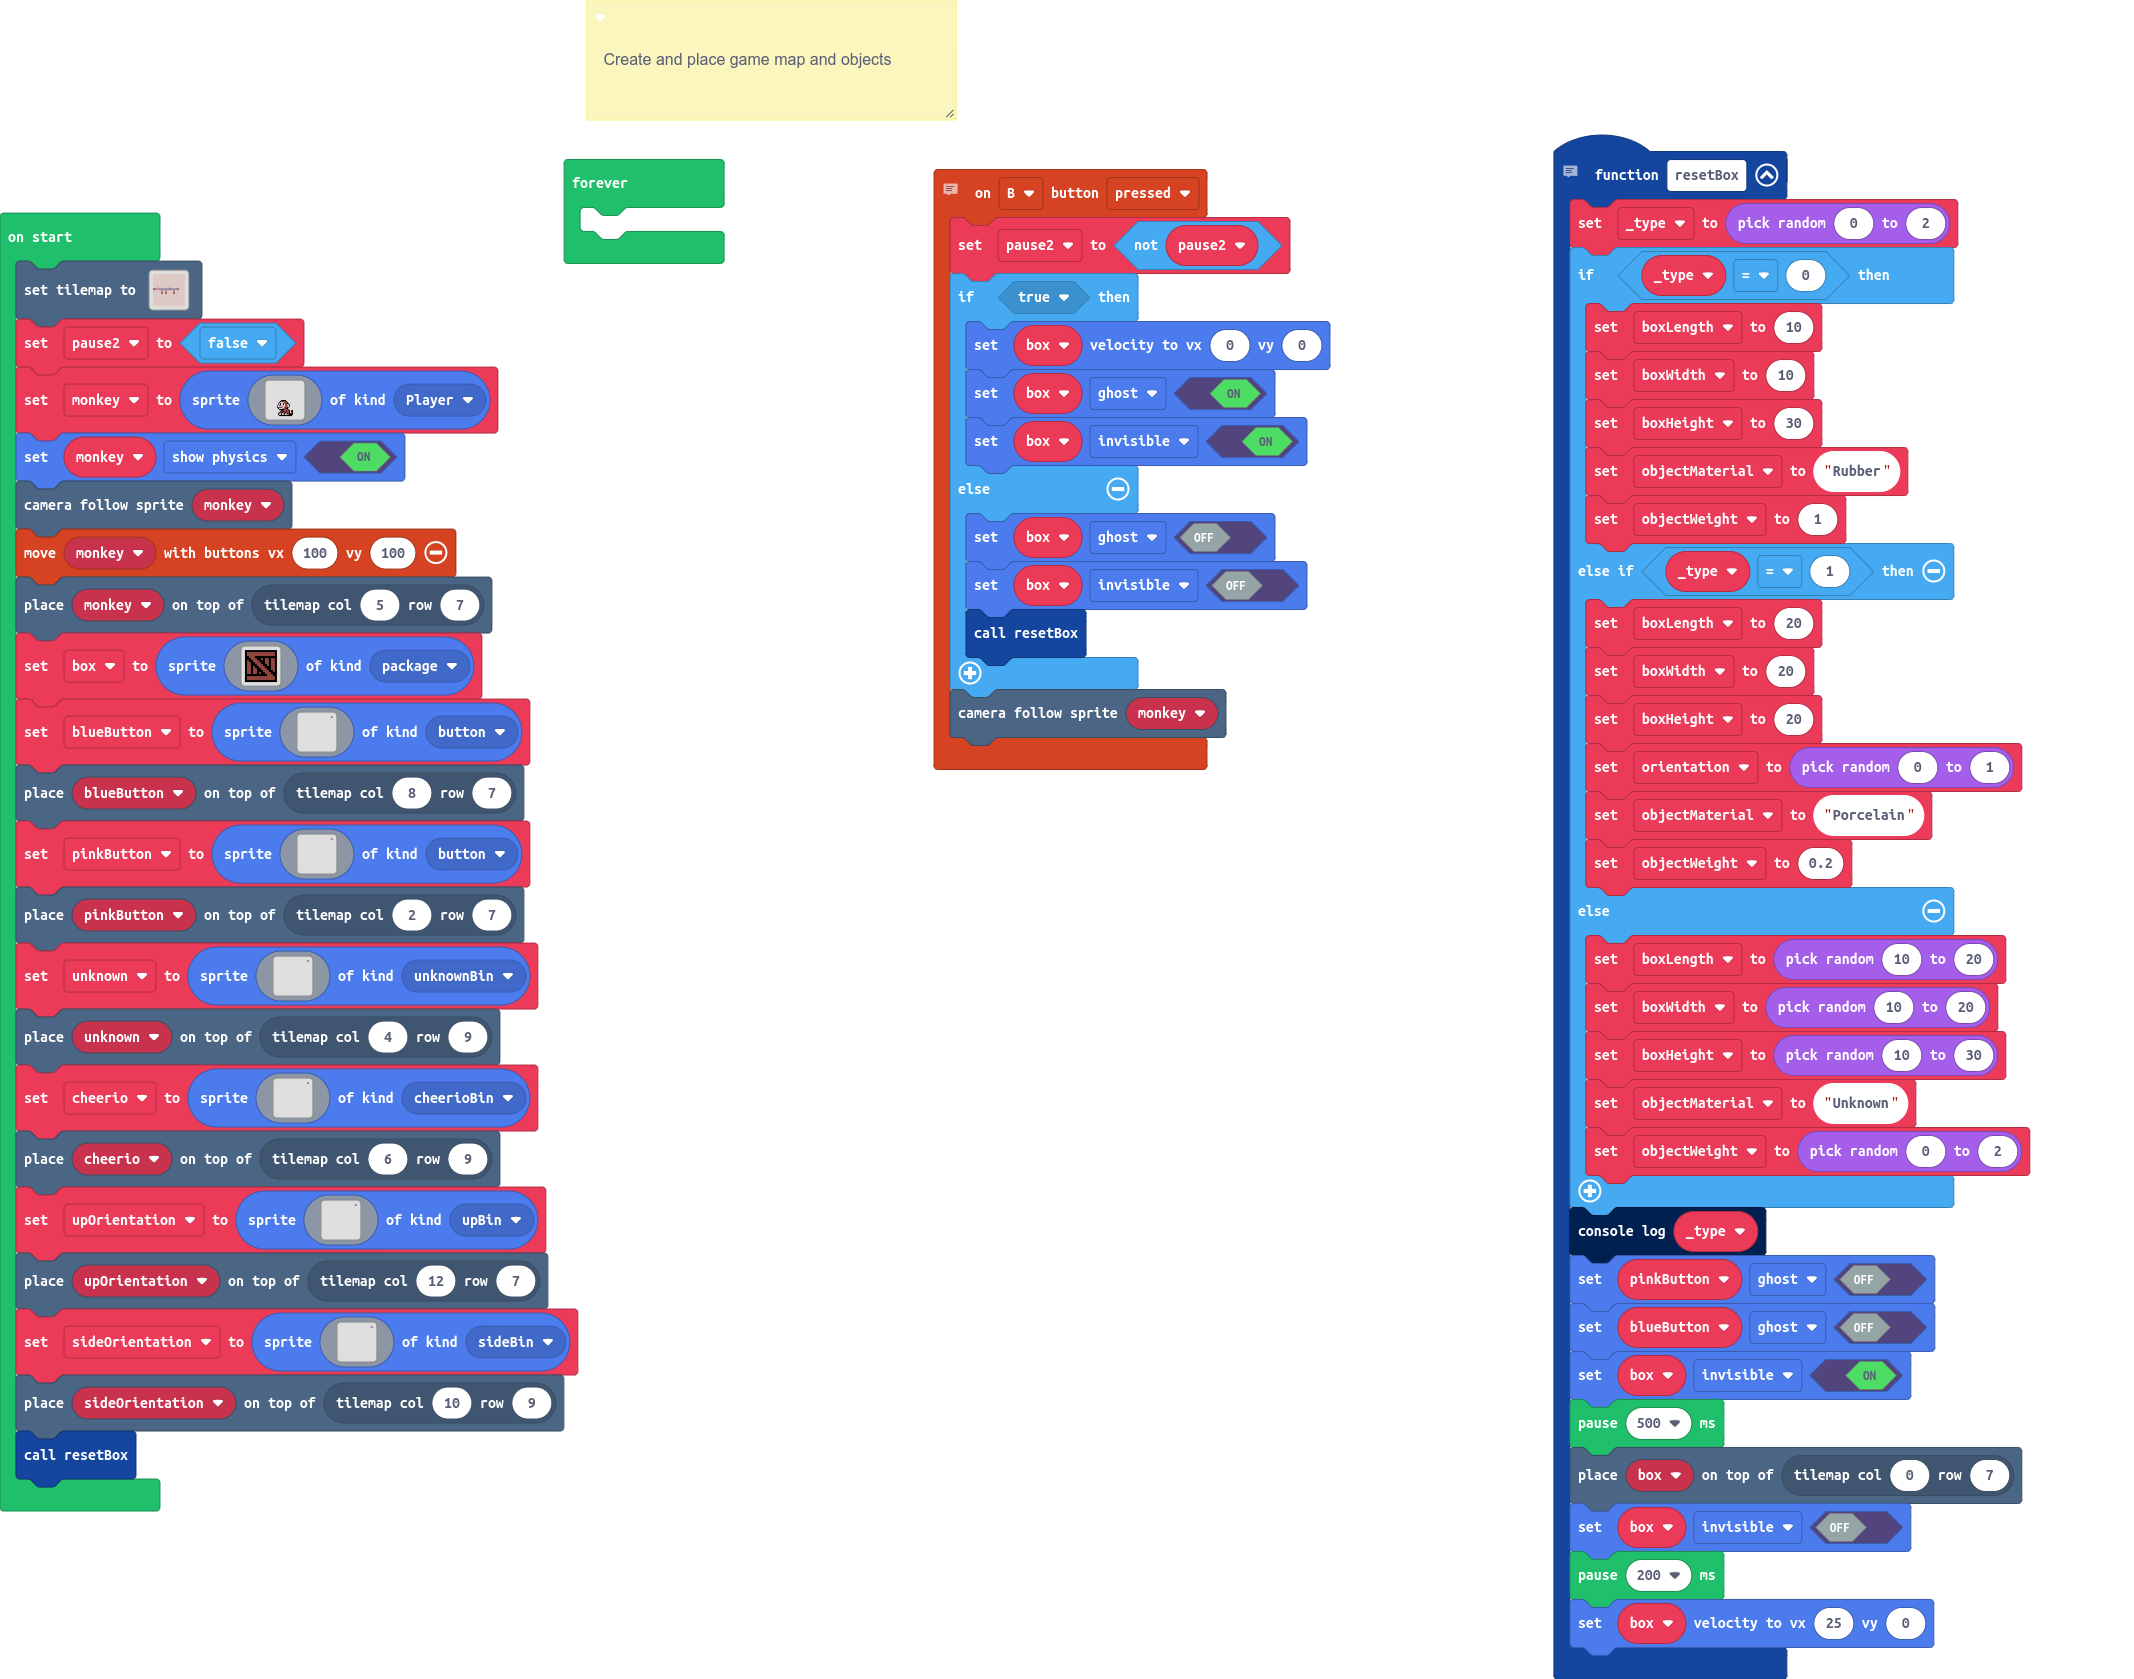 Create and place game map and objects
on start
set tilemap to
set pause2 to false
set monkey to sprite of kind Player
set monkey show physics ON
camera follow sprite monkey
move monkey with buttons vx 100 vy 100
place monkey on top of tilemap col 5 row 7
set box to sprite of kind package
set blueButton to sprite of kind button
place blueButton on top of tilemap col 8 row 7
set pinkButton to sprite of kind button
place pinkButton on top of tilemap col 2 row 7
set unknown to sprite of kind unknownBin
place unknown on top of tilemap col 4 row 9
set cheerio to sprite of kind cheerioBin
place cheerio on top of tilemap col 6 row 9
set upOrientation to sprite of kind upBin
place upOrientation on top of tilemap col 12 row 7
set sideOrientation to sprite of kind sideBin
place sideOrientation on top of tilemap col 10 row 9
call resetBox
forever
on B button pressed
set pause2 to not pause2
if true then
set box velocity to vx 0 vy 0
set box ghost ON
set box invisible ON
else
set box ghost OFF
set box invisible OFF
call resetBox
camera follow sprite monkey
function resetBox
set _type to pick random 0 to 2
if _type = 0 then
set boxLength to 10
set boxWidth to 10
set boxHeight to 30
set objectMaterial to "Rubber"
set objectWeight to 1
else if _type = 1 then
set boxLength to 20
set boxWidth to 20
set boxHeight to 20
set orientation to pick random 0 to 1
set objectMaterial to "Porcelain"
set objectWeight to 0.2
else
set boxLength to pick random 10 to 20
set boxWidth to pick random 10 to 20
set boxHeight to pick random 10 to 30
set objectMaterial to "Unknown"
set objectWeight to pick random 0 to 2
console log _type
set pinkButton ghost OFF
set blueButton ghost OFF
set box invisible ON
pause 500 ms
place box on top of tilemap col 0 row 7
set box invisible OFF
pause 200 ms
set box velocity to vx 25 vy 0